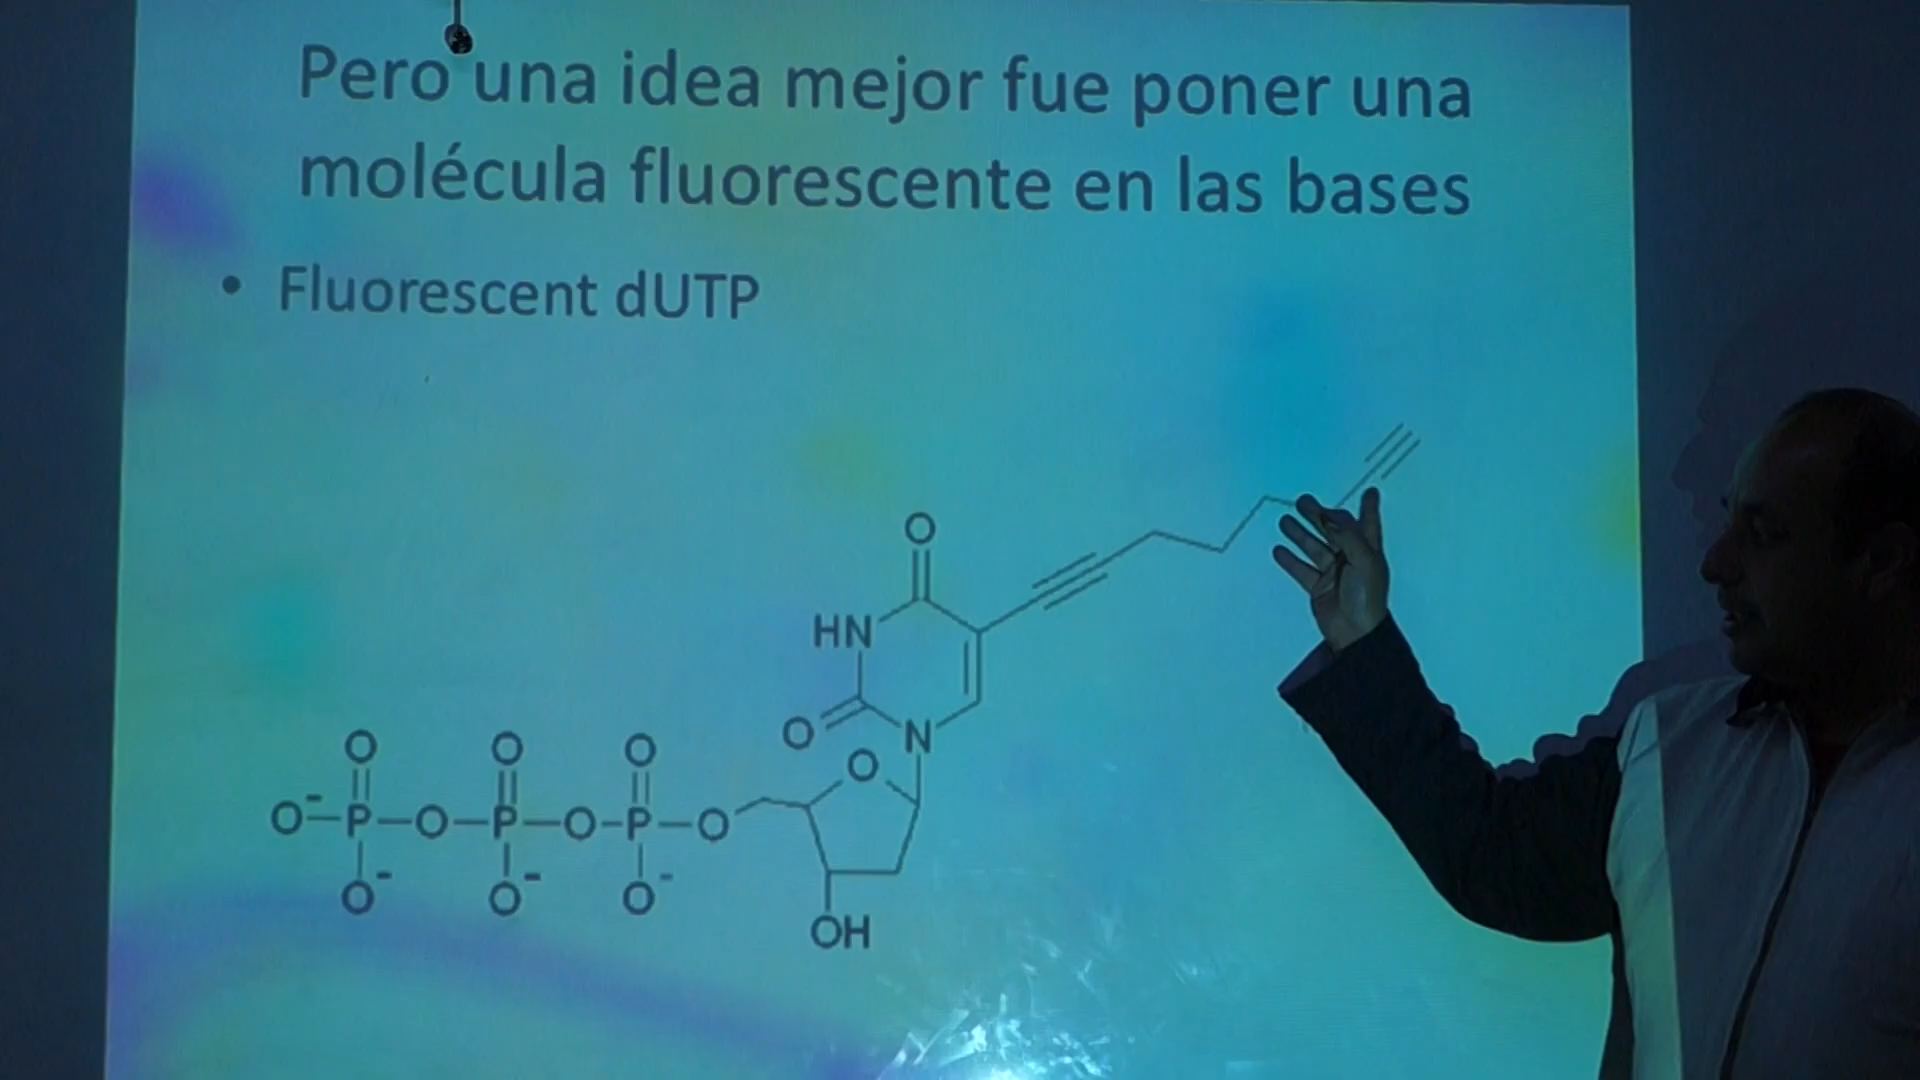 Pero una idea mejor fue poner una
molécula fluorescente en las bases
• Fluorescent dUTP
O
HN
O
N
O
O O O
O⁻ P O P O P O
O⁻ O⁻ O⁻
OH